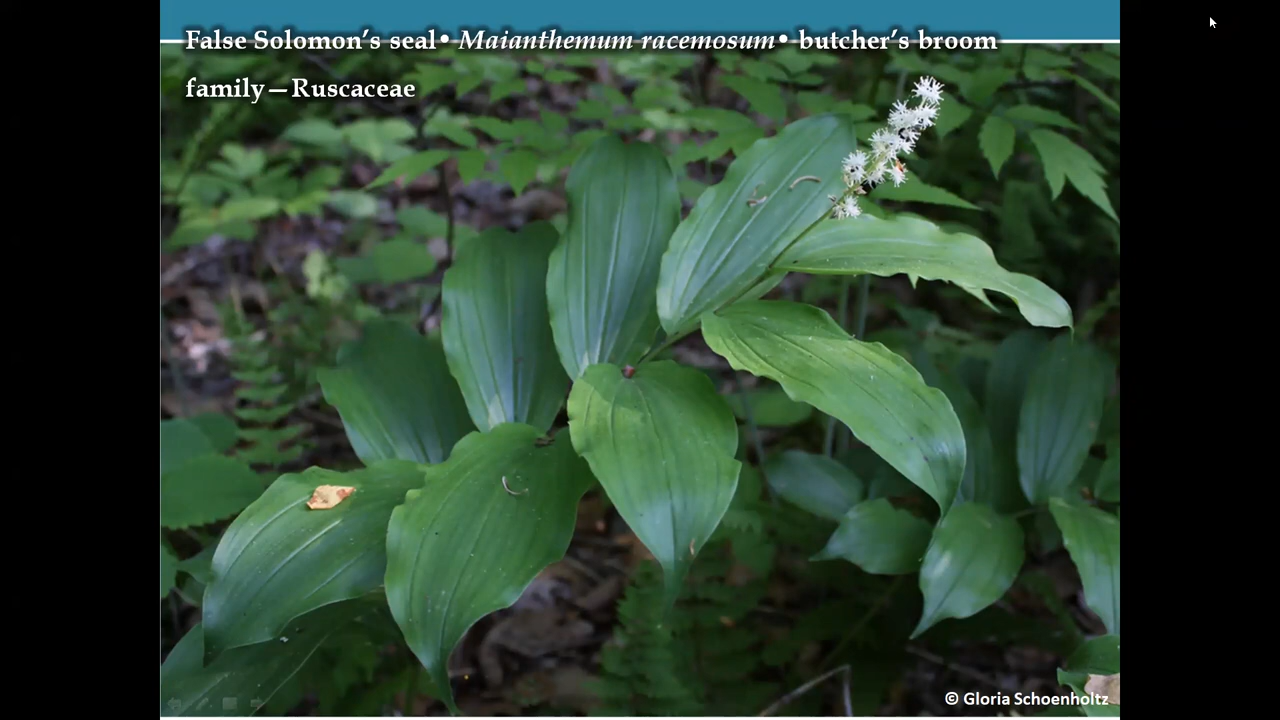 False Solomon's seal• Maianthemum racemosum• butcher's broom
family—Ruscaceae
© Gloria Schoenholtz